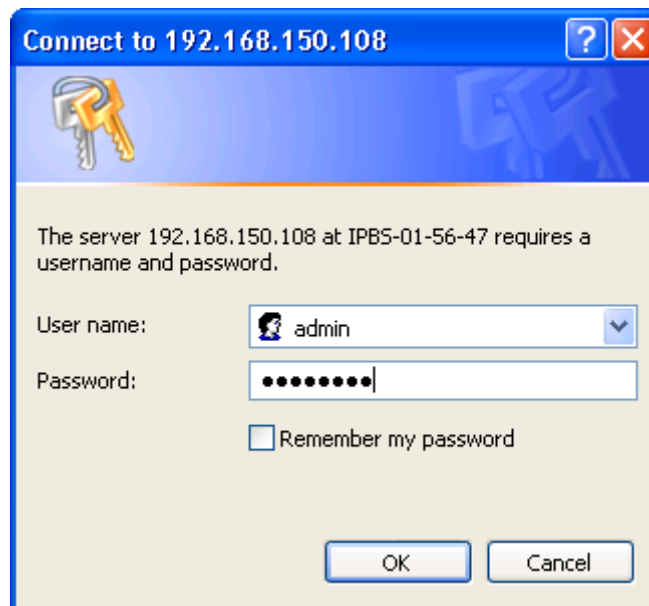 Connect to 192.168.150.108
The server 192.168.150.108 at IPBS-01-56-47 requires a
username and password.
User name:
admin
Password:
••••••••
Remember my password
OK
Cancel